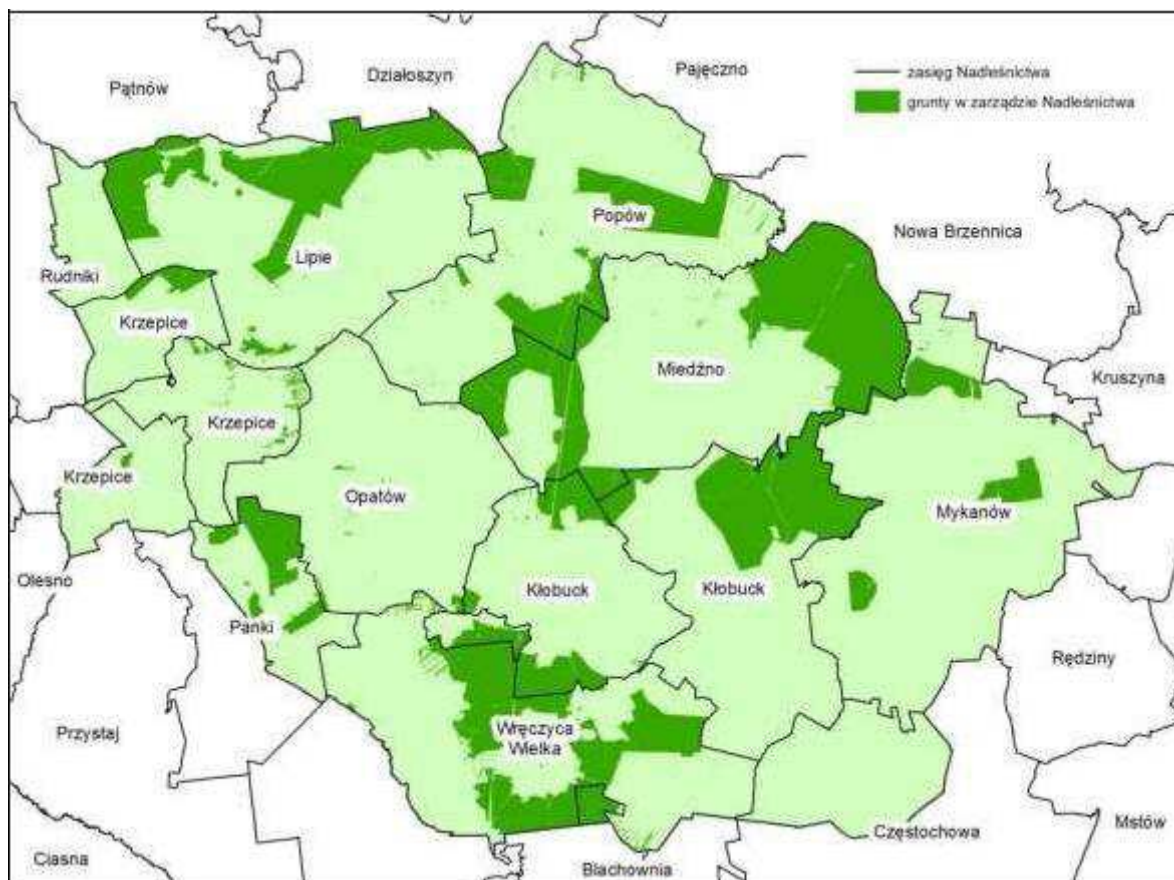 Pątnów
Działoszyn
Pajęczno
zasięg Nadleśnictwa
grunty w zarządzie Nadleśnictwa
Popów
Nowa Brzennica
Rudniki
Lipie
Krzepice
Miedźno
Kruszyna
Krzepice
Krzepice
Opatów
Mykanów
Olesno
Kłobuck
Kłobuck
Panki
Rędziny
Przystaj
Wręczyca
Wielka
Częstochowa
Mstów
Ciasna
Blachownia